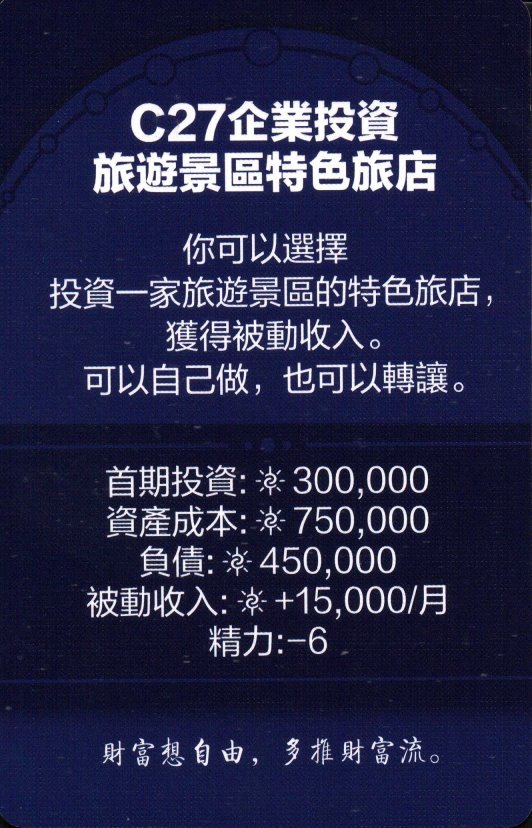 C27企業投資
旅遊景區特色旅店
你可以選擇
投資一家旅遊景區的特色旅店，
獲得被動收入。
可以自己做，也可以轉讓。
首期投資: 300,000
資產成本: 750,000
負債: 450,000
被動收入: +15,000/月
精力:-6
財富想自由，多推財富流。